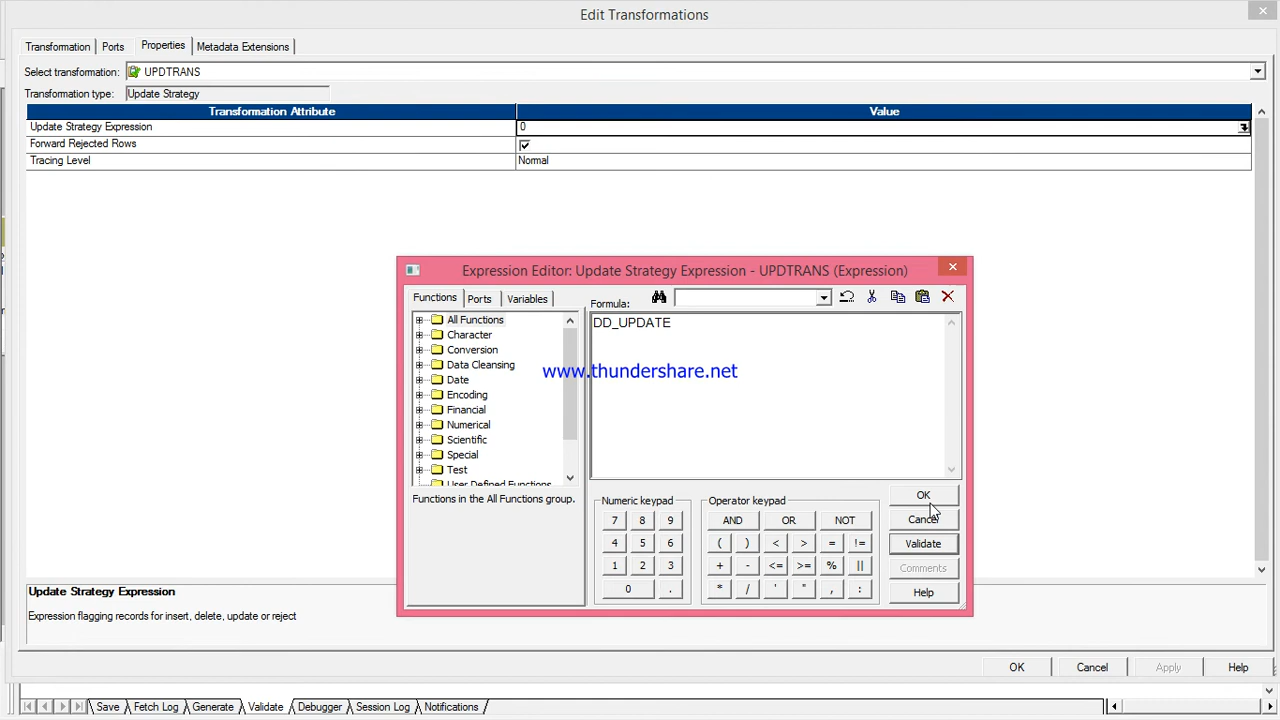 Edit Transformations
Transformation Ports Properties Metadata Extensions
Select transformation: UPDTRANS
Transformation type: Update Strategy
Transformation Attribute Value
Update Strategy Expression 0
Forward Rejected Rows
Tracing Level Normal
Expression Editor: Update Strategy Expression - UPDTRANS (Expression)
Functions Ports Variables Formula:
All Functions
Character
Conversion
Data Cleansing
Date
Encoding
Financial
Numerical
Scientific
Special
Test
User Defined Functions
Functions in the All Functions group.
DD_UPDATE
www.thundershare.net
Numeric keypad
7 8 9
4 5 6
1 2 3
0 .
Operator keypad
AND OR NOT
( ) < > = !=
+ - <= >= % ||
* / ' " , :
OK
Cancel
Validate
Comments
Help
Update Strategy Expression
Expression flagging records for insert, delete, update or reject
OK Cancel Apply Help
Save Fetch Log Generate Validate Debugger Session Log Notifications